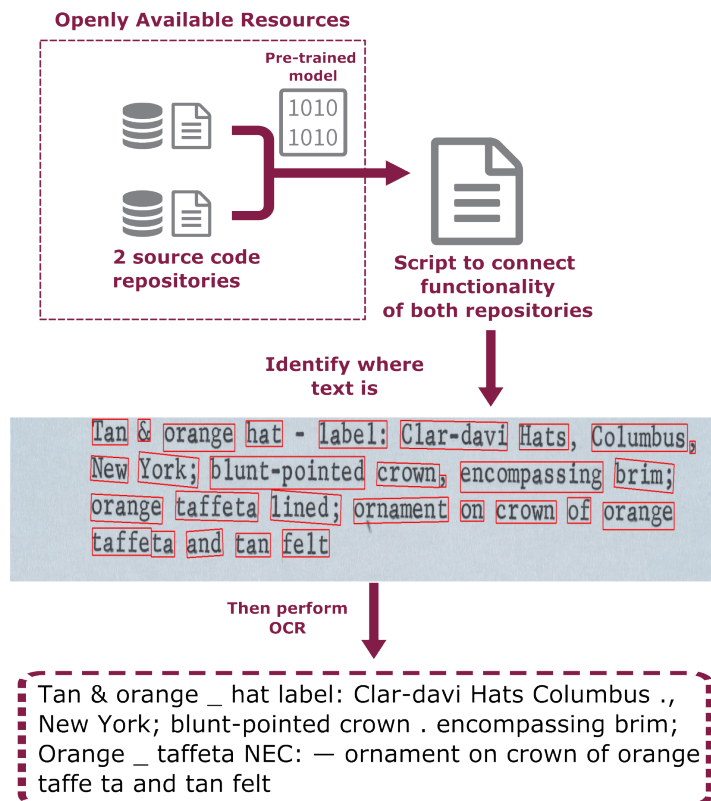 Openly Available Resources
Pre-trained
model
1010
1010
2 source code
repositories
Script to connect
functionality
of both repositories
Identify where
text is
Tan & orange hat - label: Clar-davi Hats, Columbus,
New York; blunt-pointed crown, encompassing brim;
orange taffeta lined; ornament on crown of orange
taffeta and tan felt
Then perform
OCR
Tan & orange _ hat label: Clar-davi Hats Columbus .,
New York; blunt-pointed crown . encompassing brim;
Orange _ taffeta NEC: — ornament on crown of orange
taffe ta and tan felt